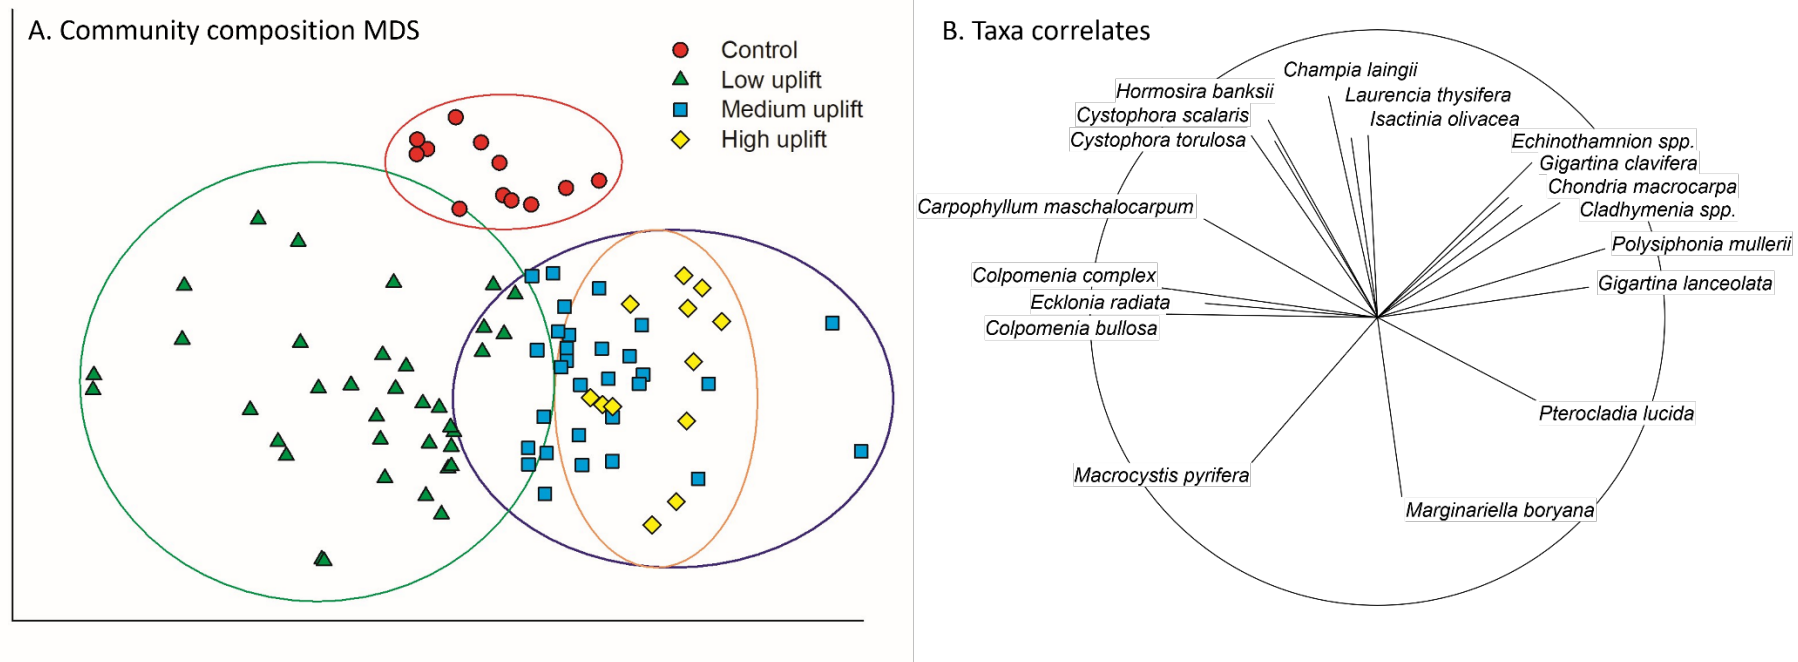 A. Community composition MDS
Control
Low uplift
Medium uplift
High uplift
B. Taxa correlates
Champia laingii
Hormosira banksii
Laurencia thysifera
Cystophora scalaris
Isactinia olivacea
Cystophora torulosa
Echinothamnion spp.
Gigartina clavifera
Chondria macrocarpa
Carpophyllum maschalocarpum
Cladhymenia spp.
Polysiphonia mullerii
Colpomenia complex
Gigartina lanceolata
Ecklonia radiata
Colpomenia bullosa
Pterocladia lucida
Macrocystis pyrifera
Marginariella boryana